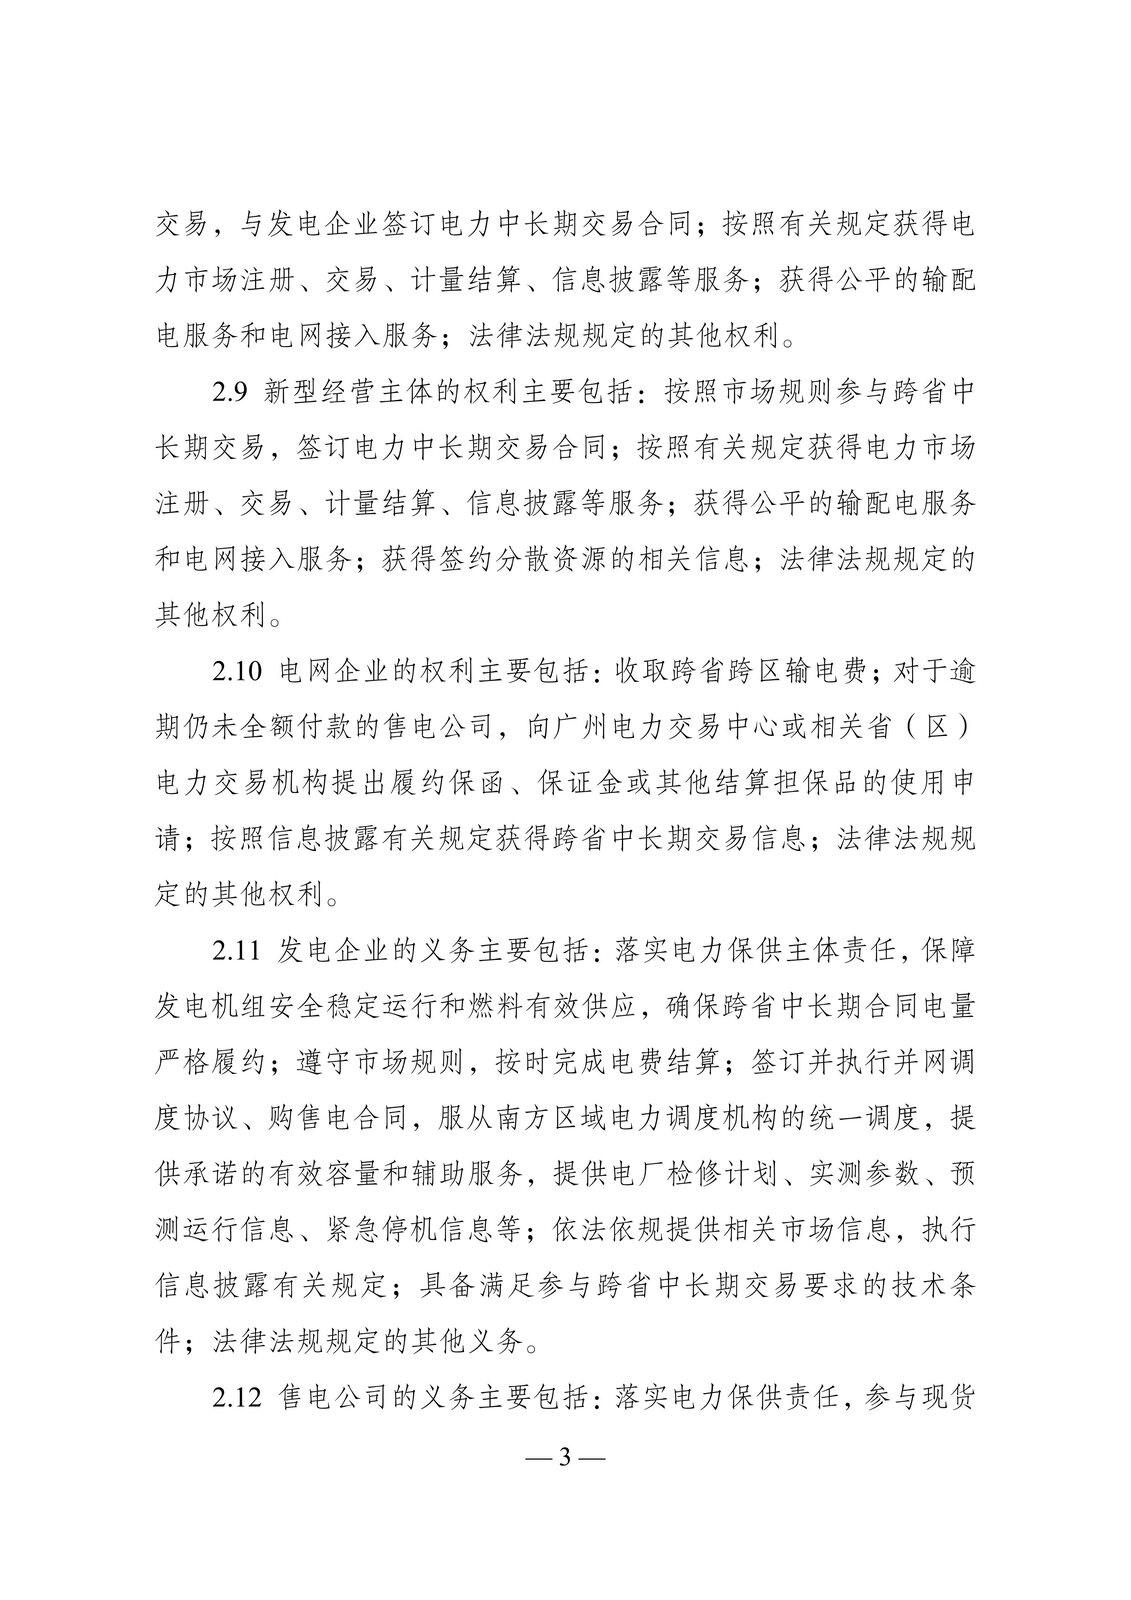 交易，与发电企业签订电力中长期交易合同；按照有关规定获得电
力市场注册、交易、计量结算、信息披露等服务；获得公平的输配
电服务和电网接入服务；法律法规规定的其他权利。
2.9 新型经营主体的权利主要包括：按照市场规则参与跨省中
长期交易，签订电力中长期交易合同；按照有关规定获得电力市场
注册、交易、计量结算、信息披露等服务；获得公平的输配电服务
和电网接入服务；获得签约分散资源的相关信息；法律法规规定的
其他权利。
2.10 电网企业的权利主要包括：收取跨省跨区输电费；对于逾
期仍未全额付款的售电公司，向广州电力交易中心或相关省（区）
电力交易机构提出履约保函、保证金或其他结算担保品的使用申
请；按照信息披露有关规定获得跨省中长期交易信息；法律法规规
定的其他权利。
2.11 发电企业的义务主要包括：落实电力保供主体责任，保障
发电机组安全稳定运行和燃料有效供应，确保跨省中长期合同电量
严格履约；遵守市场规则，按时完成电费结算；签订并执行并网调
度协议、购售电合同，服从南方区域电力调度机构的统一调度，提
供承诺的有效容量和辅助服务，提供电厂检修计划、实测参数、预
测运行信息、紧急停机信息等；依法依规提供相关市场信息，执行
信息披露有关规定；具备满足参与跨省中长期交易要求的技术条
件；法律法规规定的其他义务。
2.12 售电公司的义务主要包括：落实电力保供责任，参与现货
— 3 —